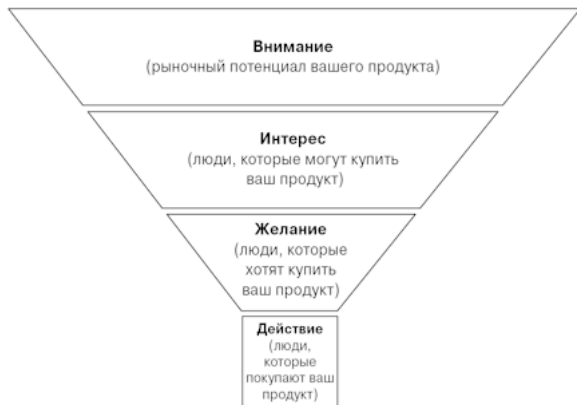 Внимание
(рыночный потенциал вашего продукта)
Интерес
(люди, которые могут купить
ваш продукт)
Желание
(люди, которые
хотят купить
ваш продукт)
Действие
(люди,
которые
покупают ваш
продукт)